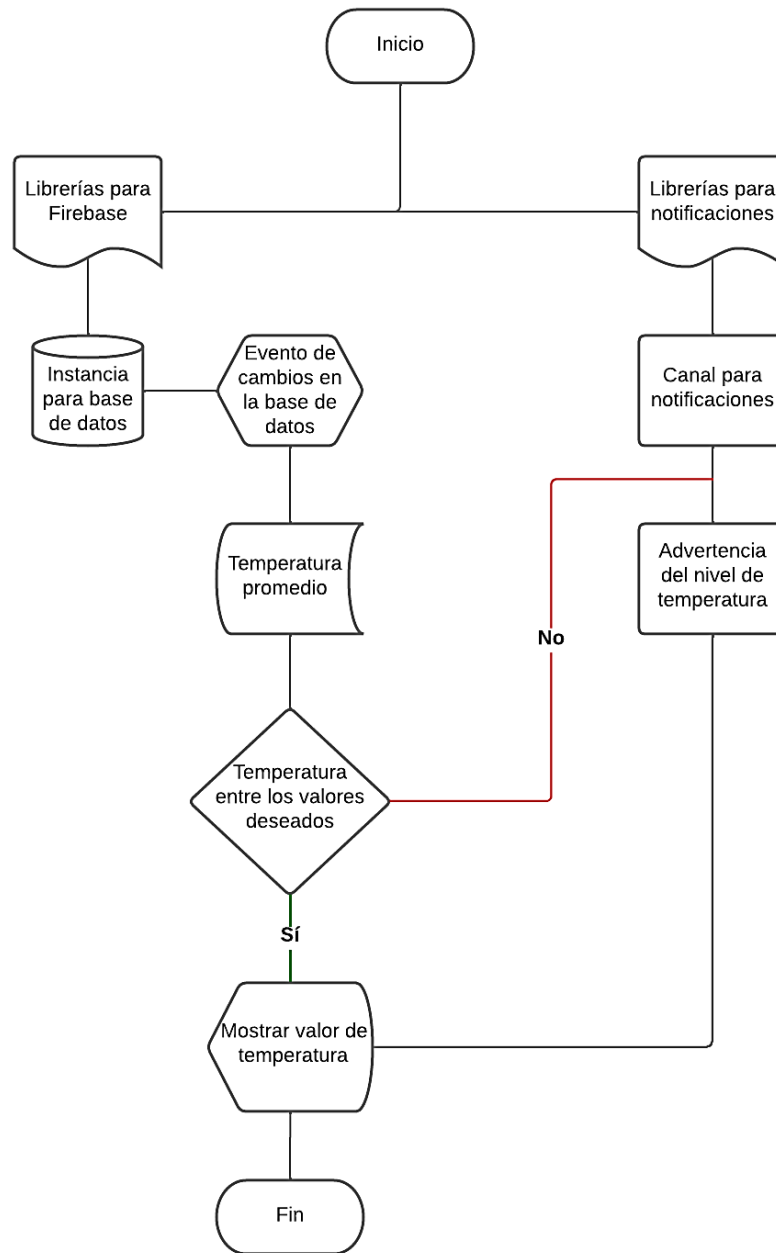 Inicio
Librerías para
Firebase
Librerías para
notificaciones
Instancia
para base
de datos
Evento de
cambios en
la base de
datos
Canal para
notificaciones
Temperatura
promedio
Advertencia
del nivel de
temperatura
No
Temperatura
entre los valores
deseados
Sí
Mostrar valor de
temperatura
Fin